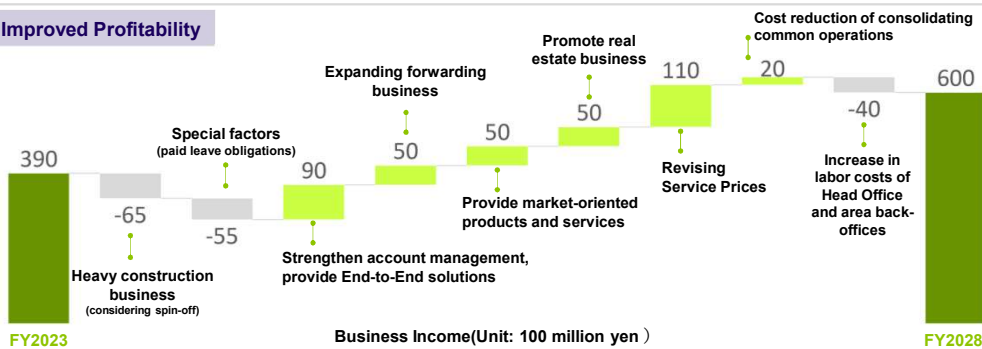 Improved Profitability
Cost reduction of consolidating
common operations
Promote real
estate business
Expanding forwarding
business
Special factors
(paid leave obligations)
390
-65
-55
90
50
50
50
110
20
-40
600
Heavy construction
business
(considering spin-off)
Strengthen account management,
provide End-to-End solutions
Provide market-oriented
products and services
Revising
Service Prices
Increase in
labor costs of
Head Office
and area back-
offices
FY2023
Business Income(Unit: 100 million yen ）
FY2028